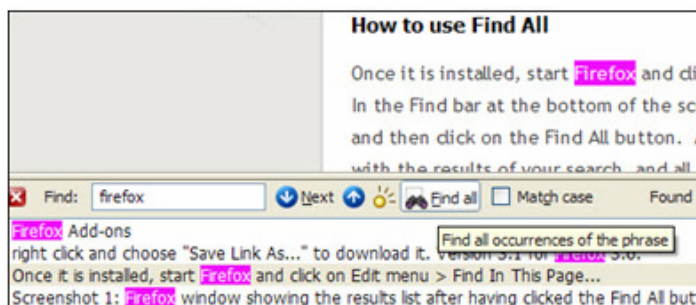 How to use Find All
Once it is installed, start Firefox and cli
In the Find bar at the bottom of the sc
and then click on the Find All button.
with the results of your search, and all
Find: firefox Next Find all Match case Found
Find all occurrences of the phrase
Firefox Add-ons
right click and choose "Save Link As..." to download it. Version 3.1 for Firefox 3.6.
Once it is installed, start Firefox and click on Edit menu > Find In This Page...
Screenshot 1: Firefox window showing the results list after having clicked the Find All but